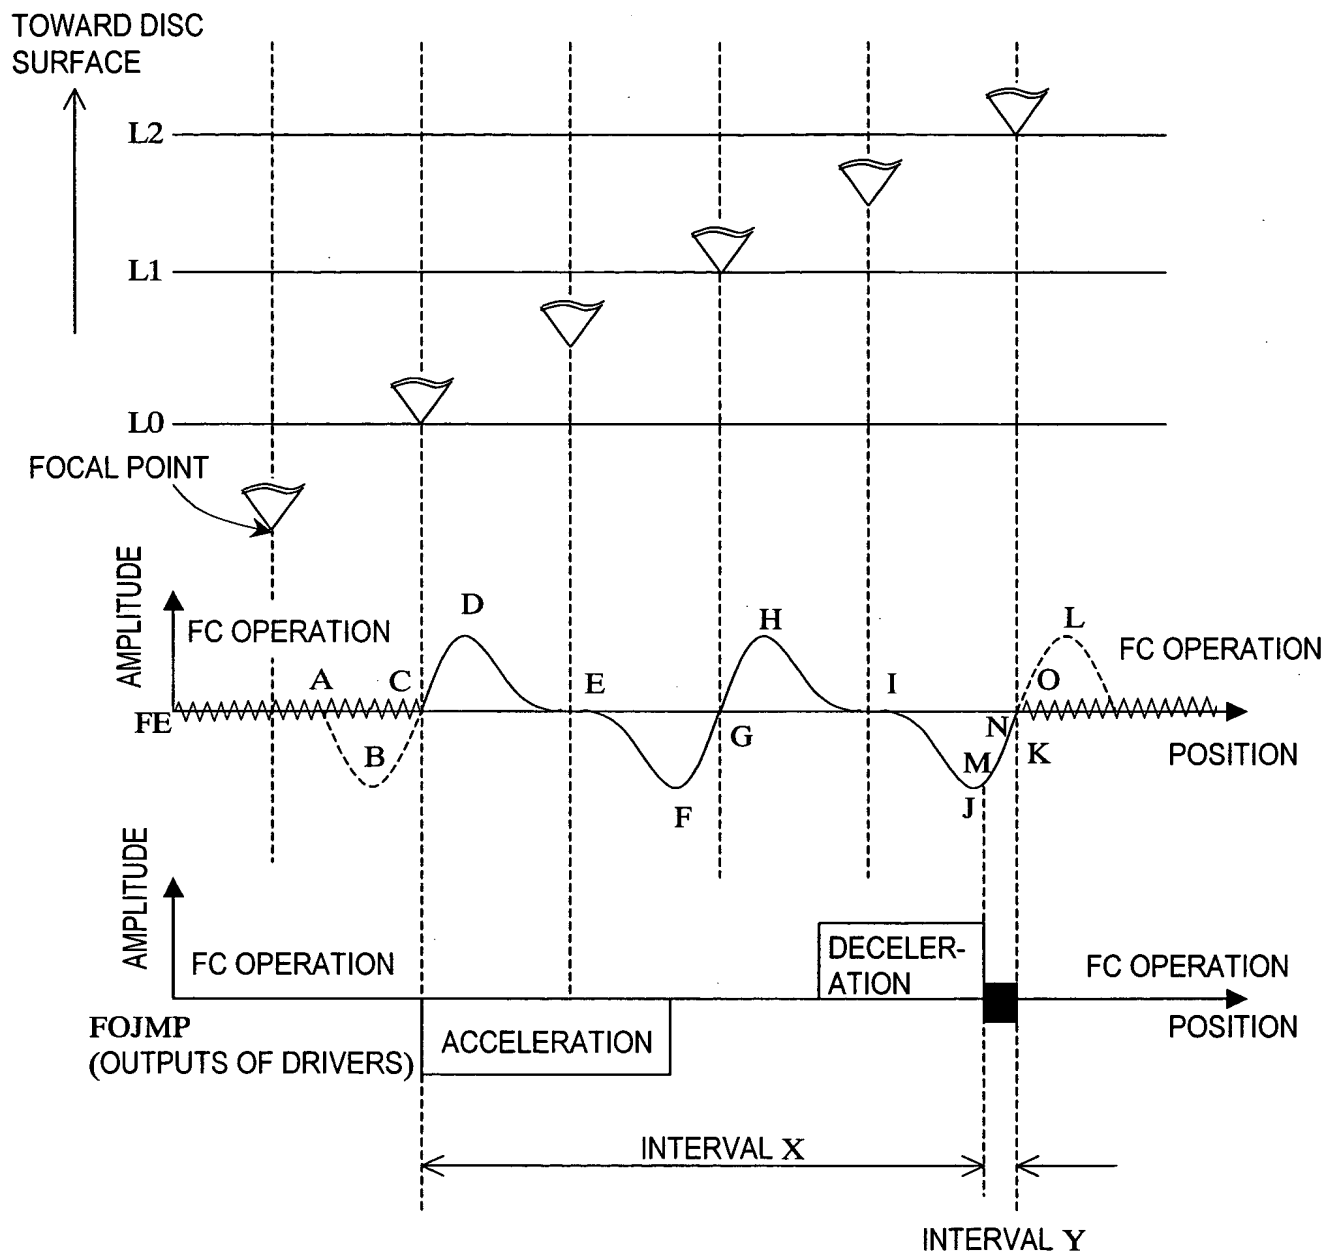 TOWARD DISC
SURFACE
L2
L1
L0
FOCAL POINT
AMPLITUDE
FC OPERATION
D
H
L
FC OPERATION
A
C
E
I
O
FE
B
G
N
K
M
POSITION
F
J
AMPLITUDE
FC OPERATION
DECELER-
ATION
FC OPERATION
FOJMP
(OUTPUTS OF DRIVERS)
ACCELERATION
POSITION
INTERVAL X
INTERVAL Y